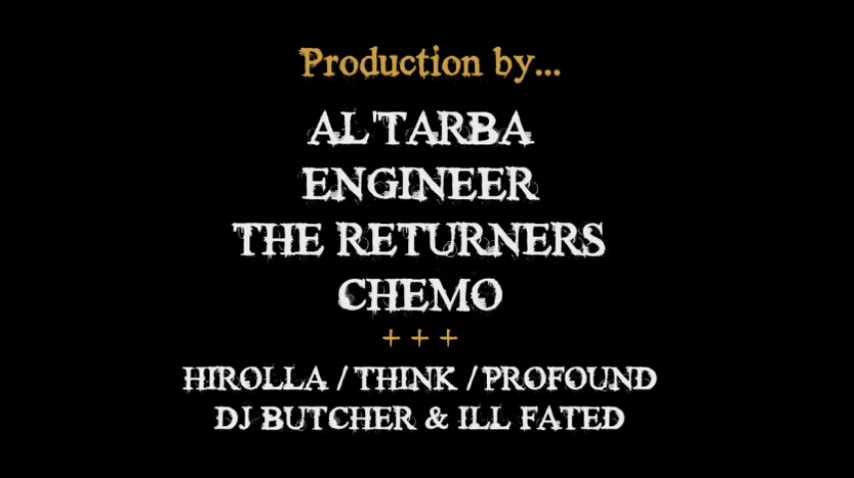 Production by...
AL'TARBA
ENGINEER
THE RETURNERS
CHEMO
+ + +
HIROLLA / THINK / PROFOUND
DJ BUTCHER & ILL FATED